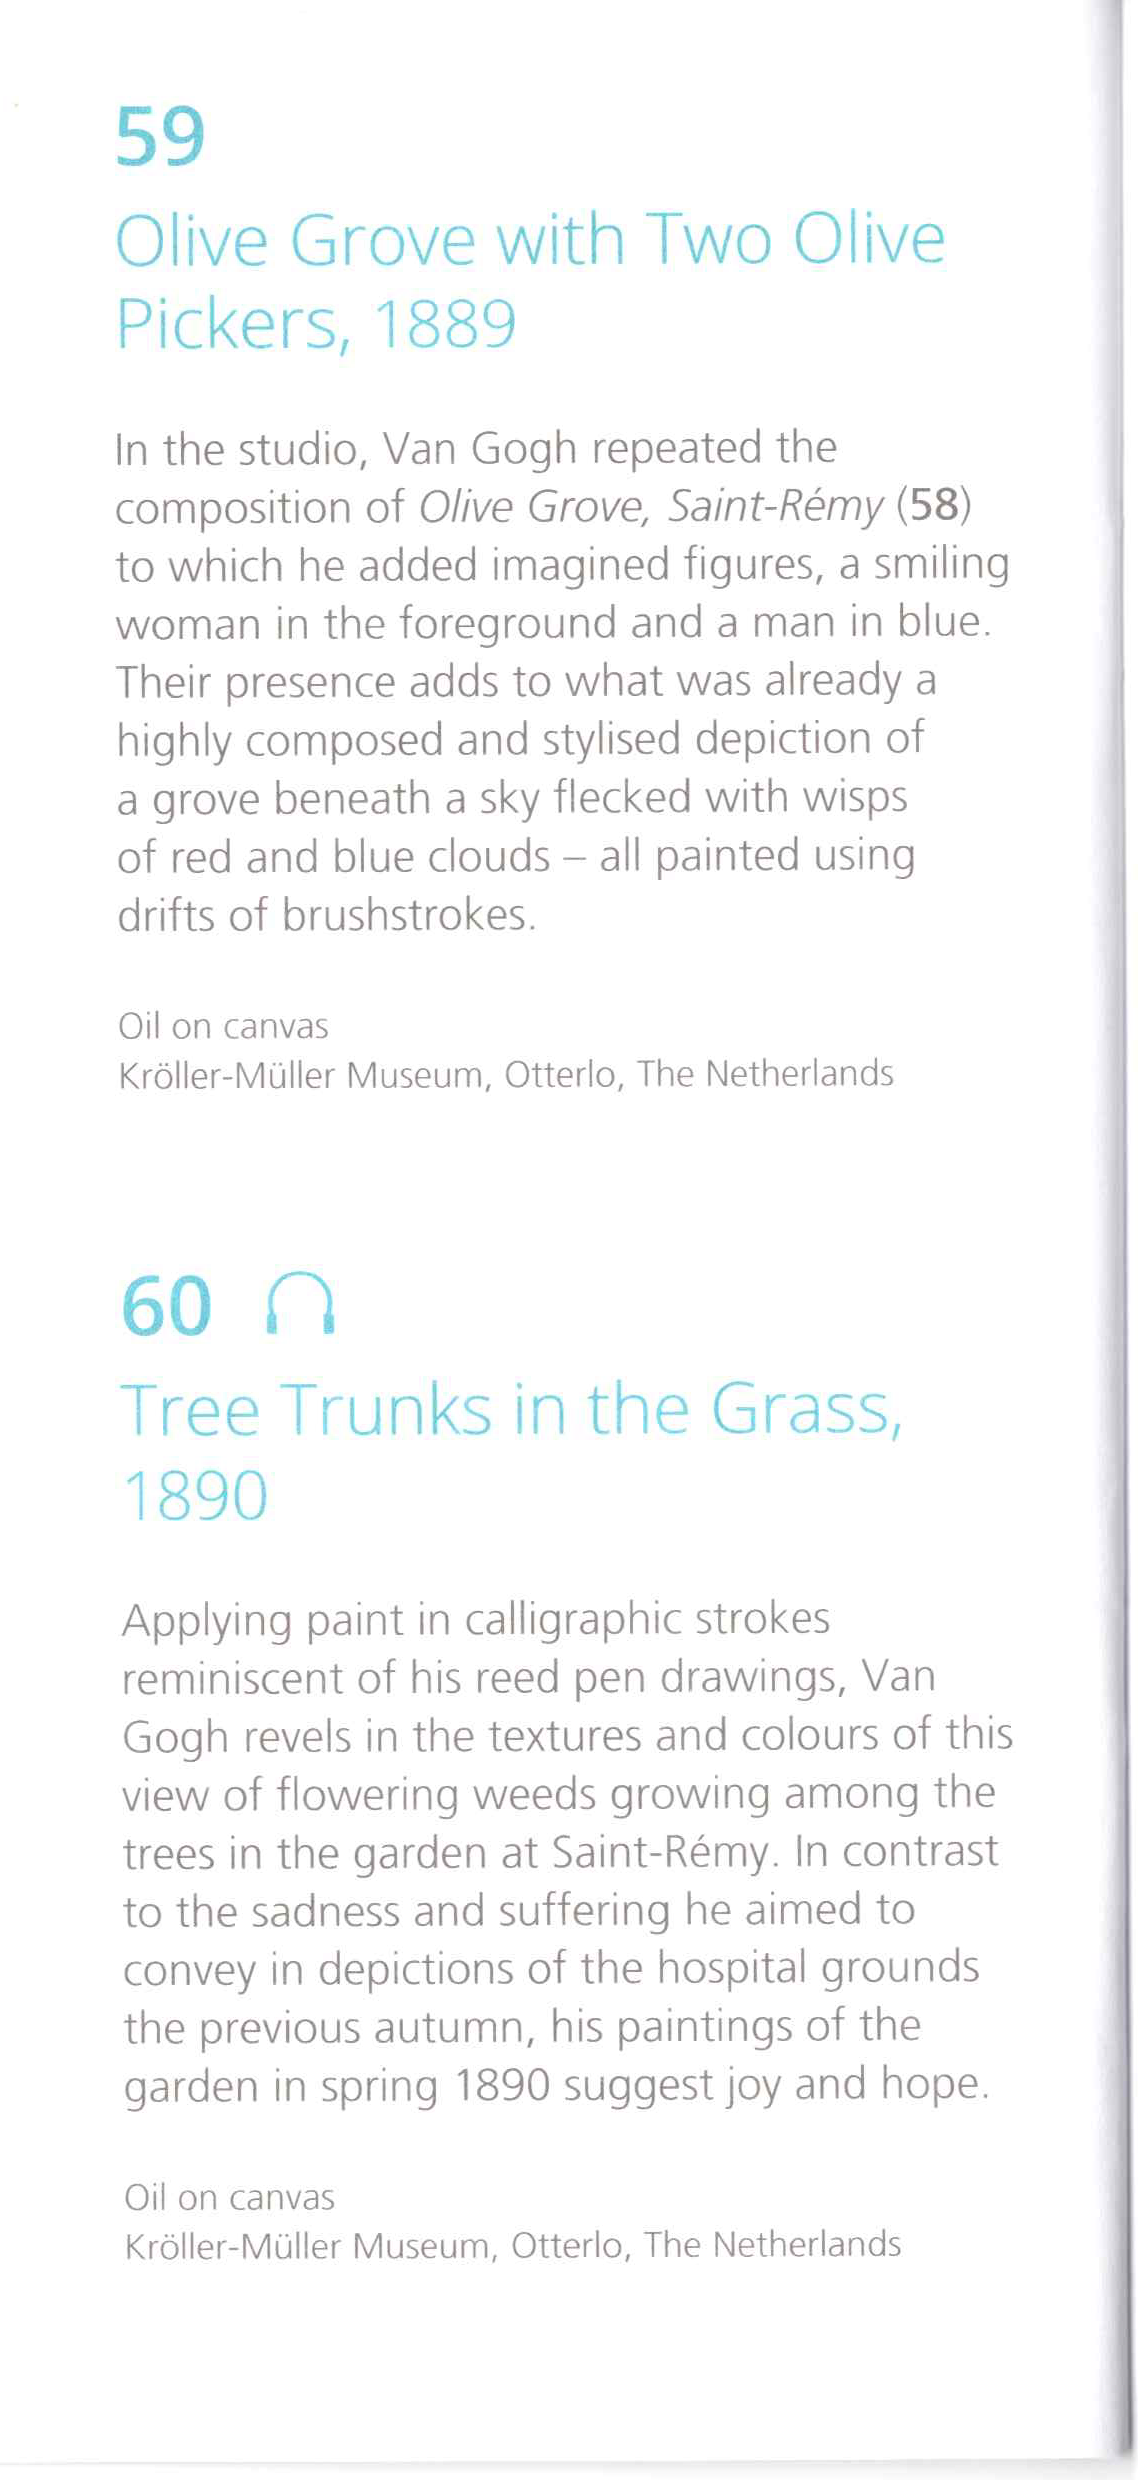 59
Olive Grove with Two Olive
Pickers, 1889
In the studio, Van Gogh repeated the
composition of Olive Grove, Saint-Rémy (58)
to which he added imagined figures, a smiling
woman in the foreground and a man in blue.
Their presence adds to what was already a
highly composed and stylised depiction of
a grove beneath a sky flecked with wisps
of red and blue clouds – all painted using
drifts of brushstrokes.
Oil on canvas
Kröller-Müller Museum, Otterlo, The Netherlands
60
Tree Trunks in the Grass,
1890
Applying paint in calligraphic strokes
reminiscent of his reed pen drawings, Van
Gogh revels in the textures and colours of this
view of flowering weeds growing among the
trees in the garden at Saint-Rémy. In contrast
to the sadness and suffering he aimed to
convey in depictions of the hospital grounds
the previous autumn, his paintings of the
garden in spring 1890 suggest joy and hope.
Oil on canvas
Kröller-Müller Museum, Otterlo, The Netherlands